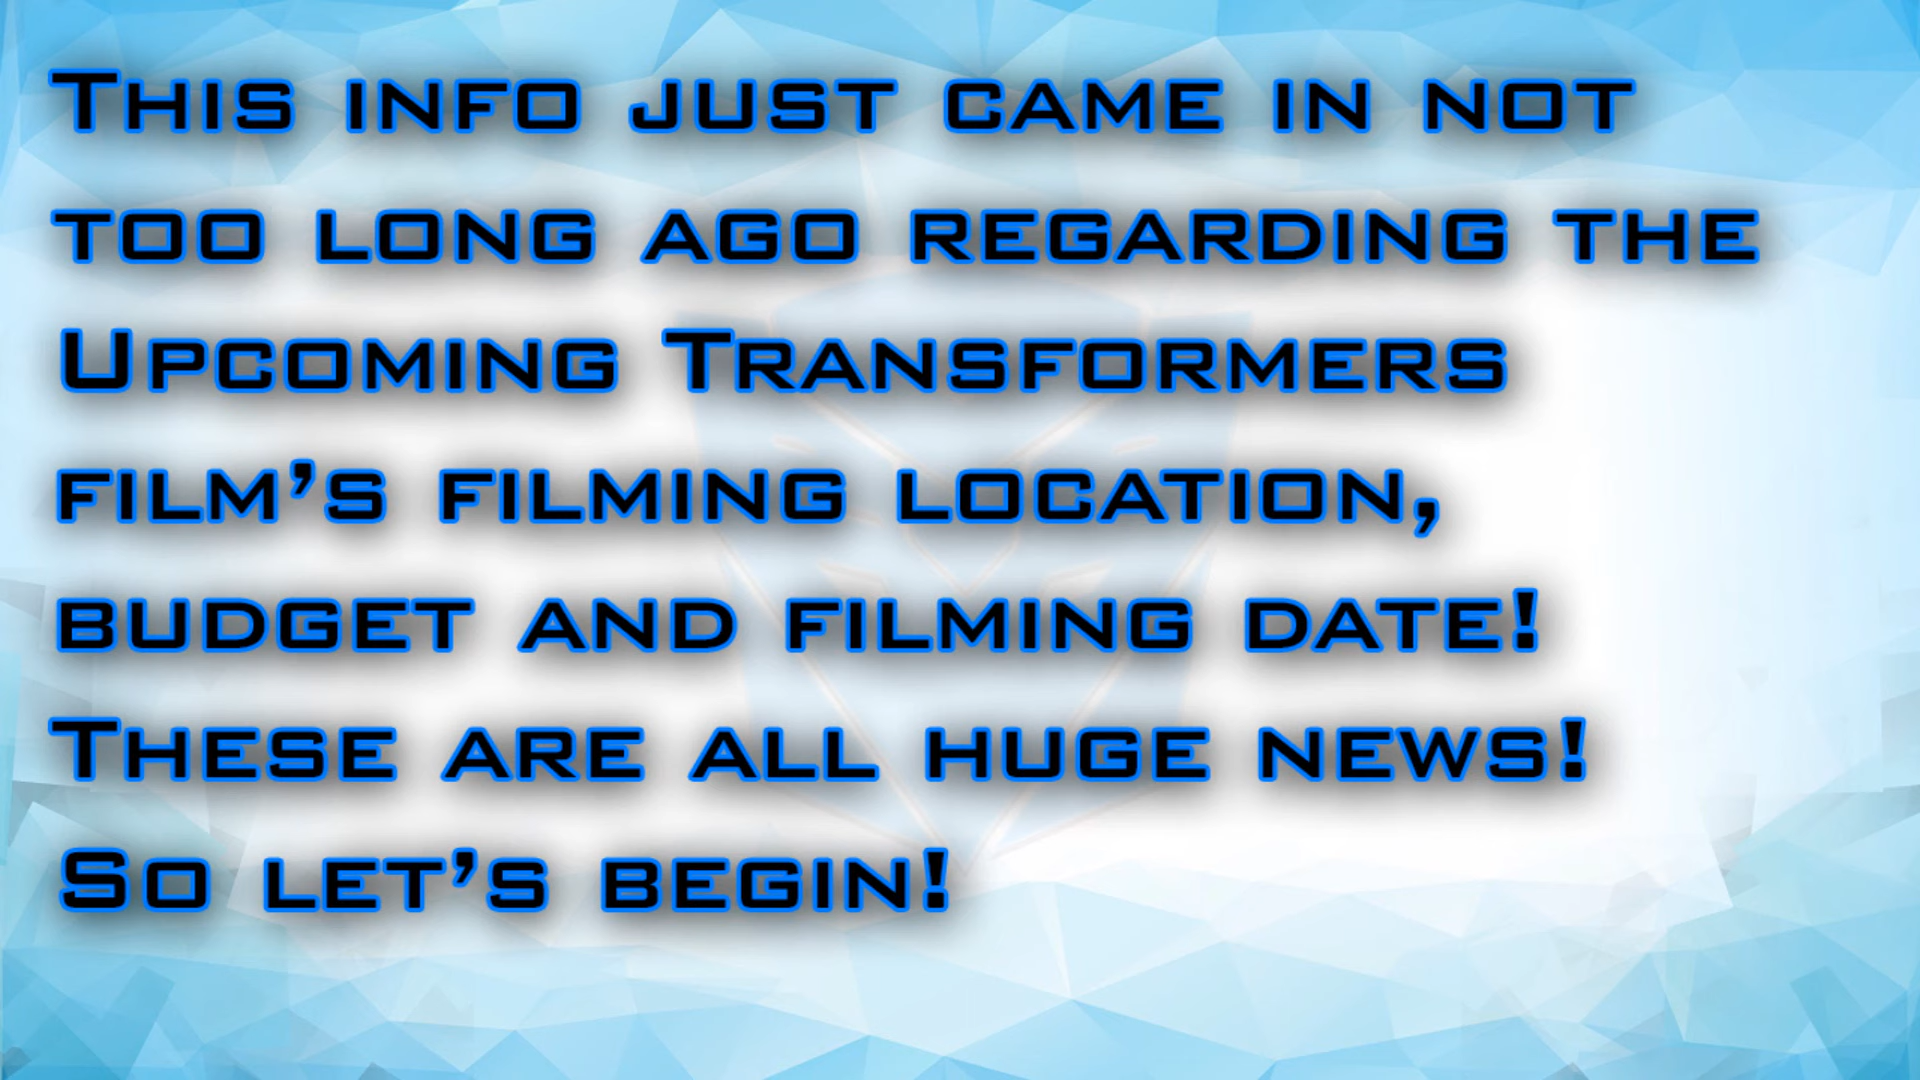 This info just came in not
too long ago regarding the
Upcoming Transformers
film’s filming location,
budget and filming date!
These are all huge news!
So let’s begin!